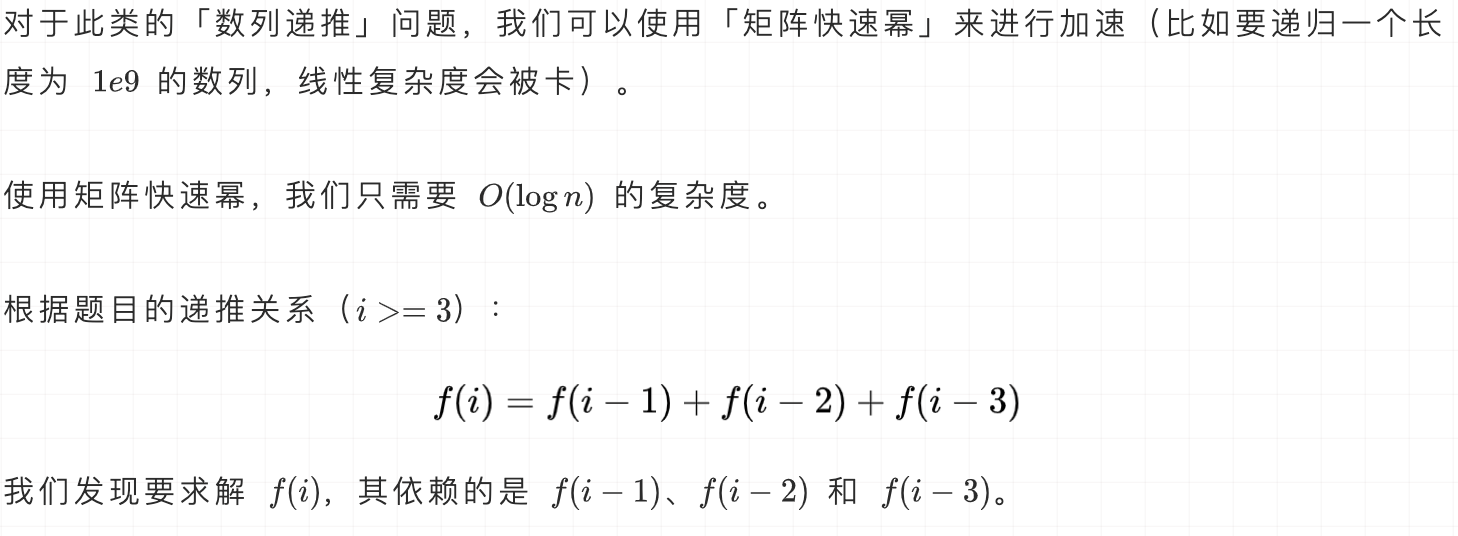 对于此类的「数列递推」问题，我们可以使用「矩阵快速幂」来进行加速（比如要递归一个长
度为 1e9 的数列，线性复杂度会被卡）。
使用矩阵快速幂，我们只需要 O(log n) 的复杂度。
根据题目的递推关系（i >= 3）：
f(i) = f(i − 1) + f(i − 2) + f(i − 3)
我们发现要求解 f(i)，其依赖的是 f(i − 1)、f(i − 2) 和 f(i − 3)。